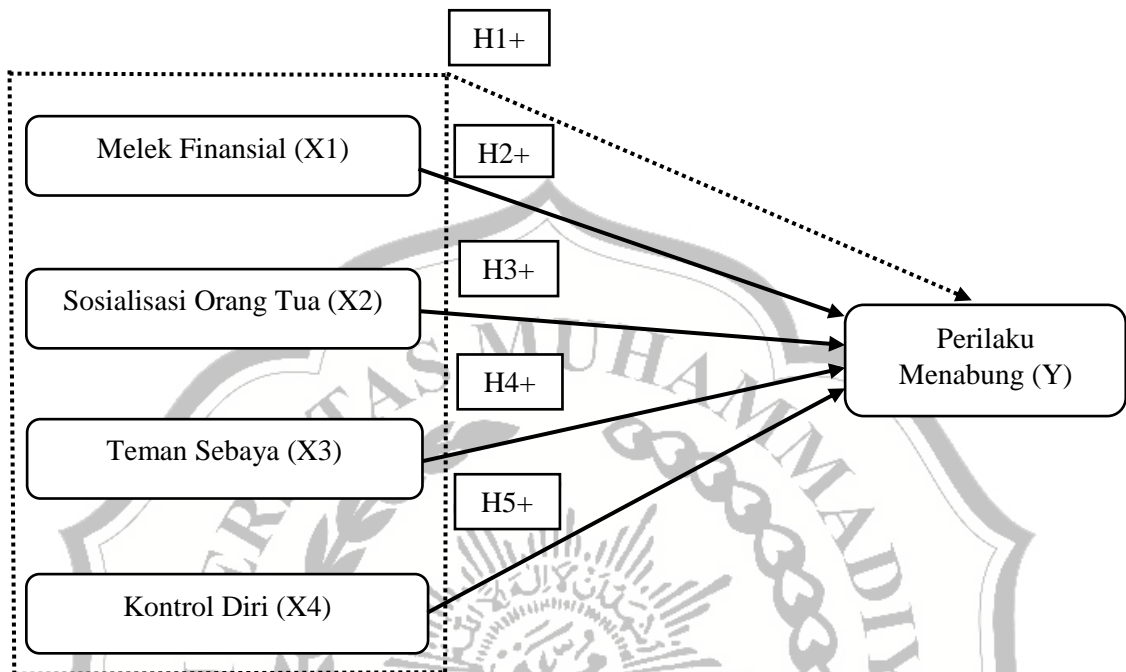 H1+
Melek Finansial (X1)
H2+
Sosialisasi Orang Tua (X2)
H3+
Perilaku
Menabung (Y)
Teman Sebaya (X3)
H4+
Kontrol Diri (X4)
H5+
MUHAMMADIY